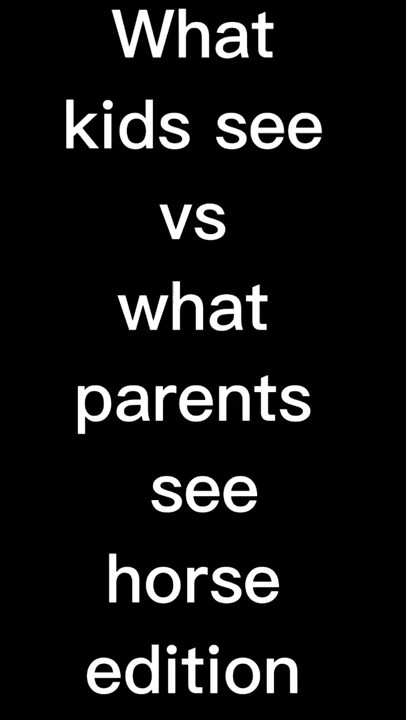 What
kids see
vs
what
parents
see
horse
edition